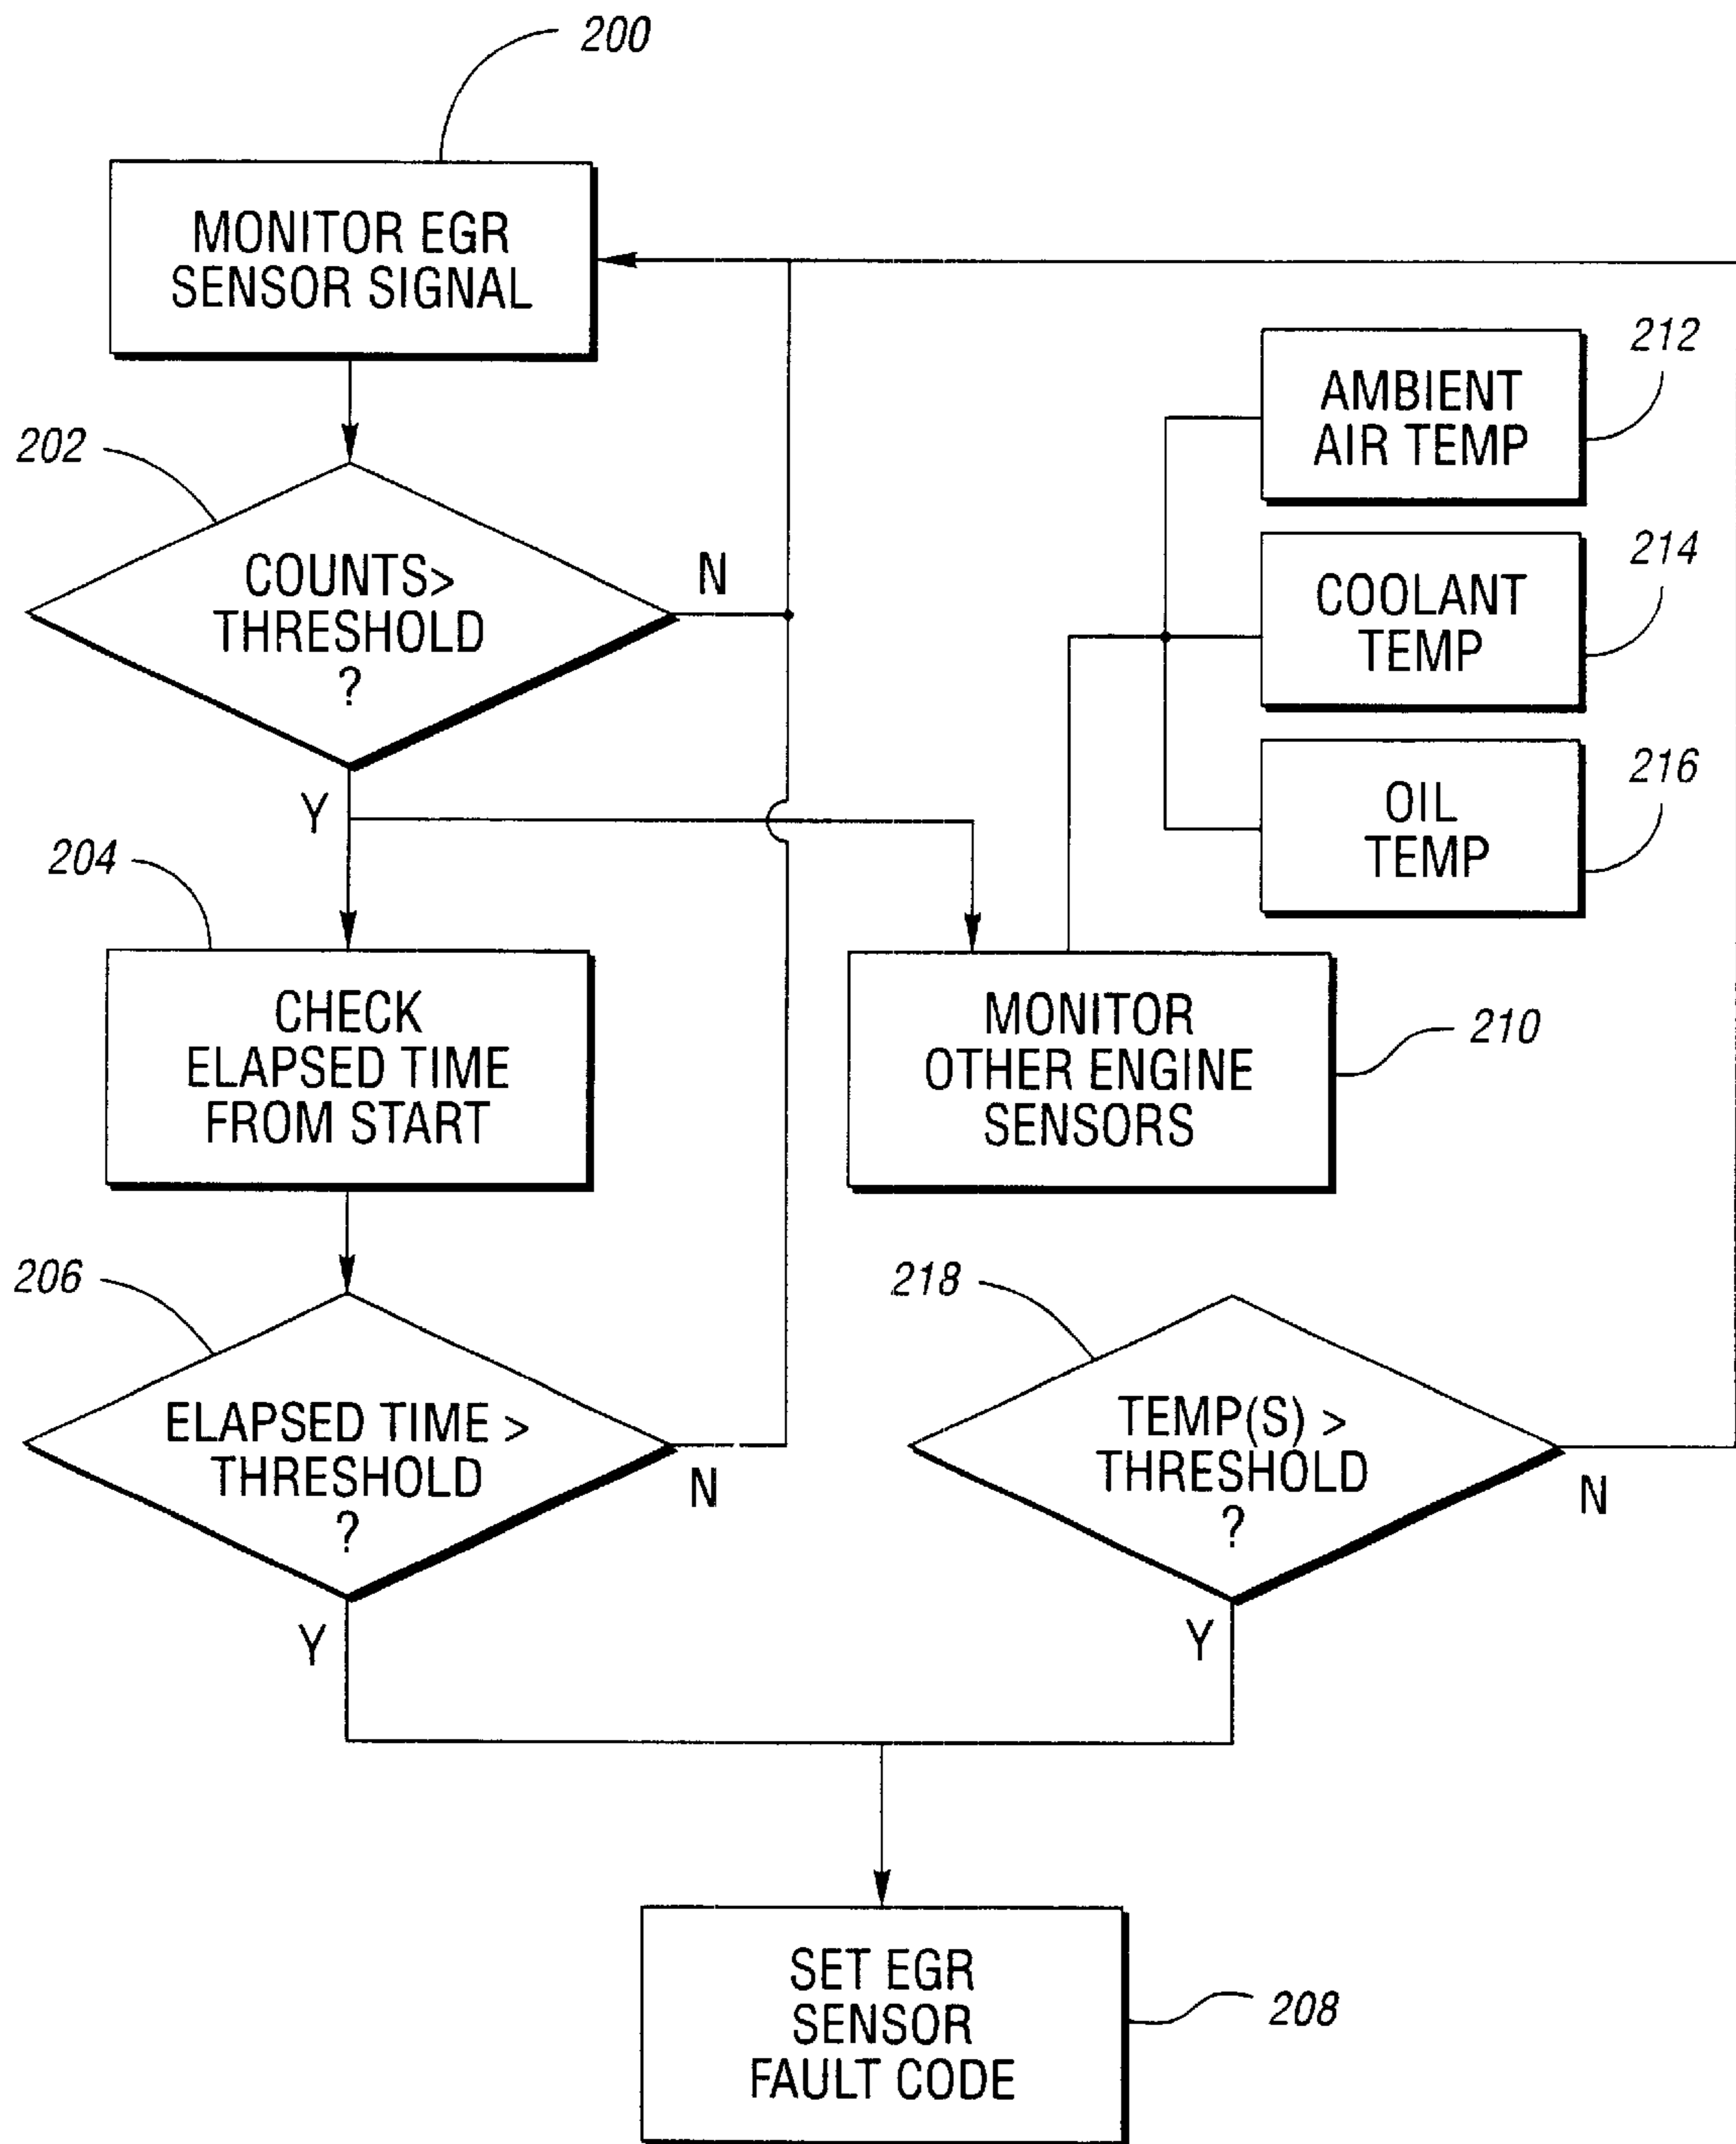 200
MONITOR EGR
SENSOR SIGNAL
202
COUNTS>
THRESHOLD
?
N
Y
212
AMBIENT
AIR TEMP
214
COOLANT
TEMP
216
OIL
TEMP
204
CHECK
ELAPSED TIME
FROM START
MONITOR
OTHER ENGINE
SENSORS
210
206
ELAPSED TIME >
THRESHOLD
?
N
Y
218
TEMP(S) >
THRESHOLD
?
N
Y
SET EGR
SENSOR
FAULT CODE
208